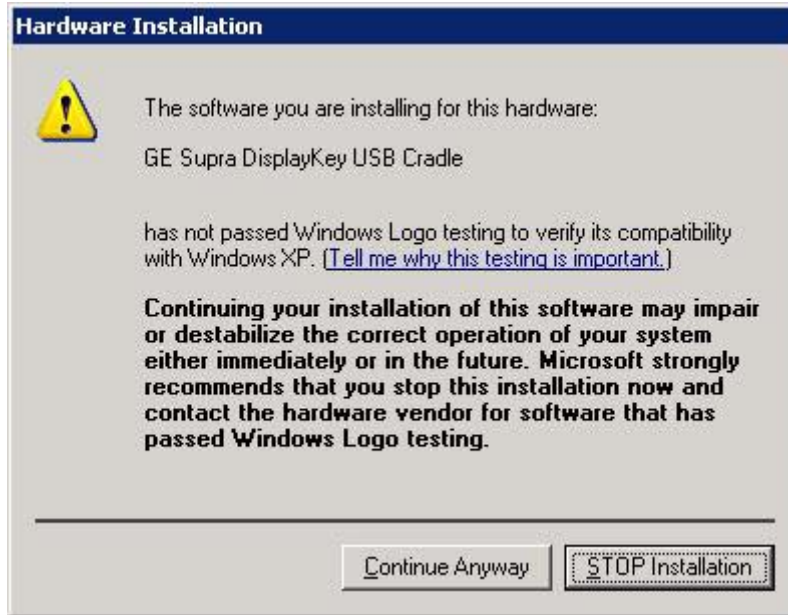 Hardware Installation
The software you are installing for this hardware:
GE Supra DisplayKey USB Cradle
has not passed Windows Logo testing to verify its compatibility
with Windows XP. (Tell me why this testing is important.)
Continuing your installation of this software may impair
or destabilize the correct operation of your system
either immediately or in the future. Microsoft strongly
recommends that you stop this installation now and
contact the hardware vendor for software that has
passed Windows Logo testing.
Continue Anyway
STOP Installation